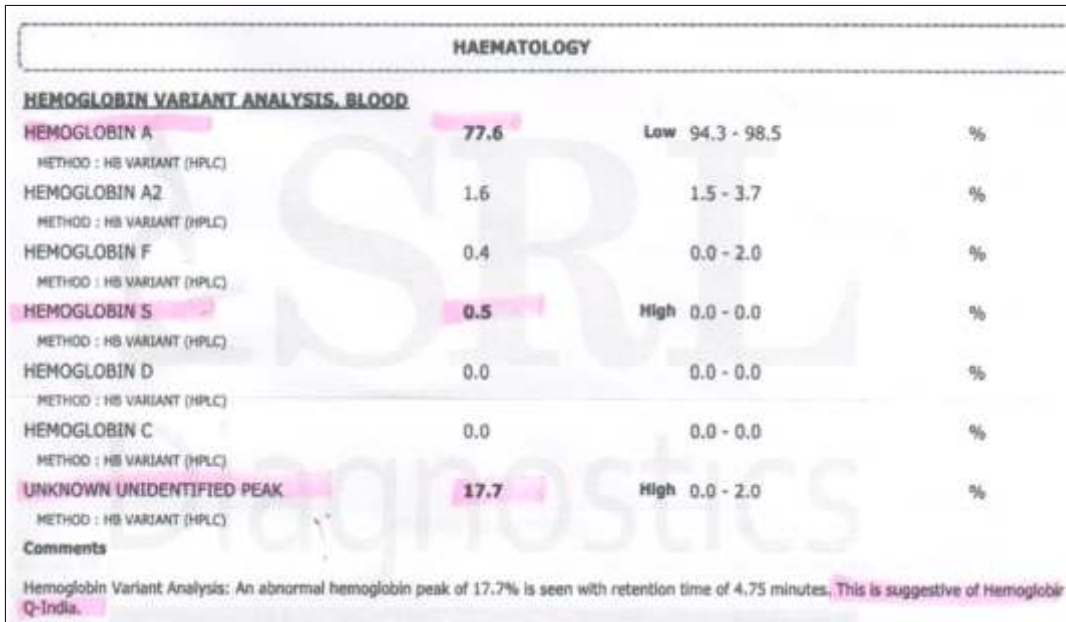 HAEMATOLOGY
HEMOGLOBIN VARIANT ANALYSIS, BLOOD
HEMOGLOBIN A 77.6 Low 94.3 - 98.5 %
METHOD : HB VARIANT (HPLC)
HEMOGLOBIN A2 1.6 1.5 - 3.7 %
METHOD : HB VARIANT (HPLC)
HEMOGLOBIN F 0.4 0.0 - 2.0 %
METHOD : HB VARIANT (HPLC)
HEMOGLOBIN S 0.5 High 0.0 - 0.0 %
METHOD : HB VARIANT (HPLC)
HEMOGLOBIN D 0.0 0.0 - 0.0 %
METHOD : HB VARIANT (HPLC)
HEMOGLOBIN C 0.0 0.0 - 0.0 %
METHOD : HB VARIANT (HPLC)
UNKNOWN UNIDENTIFIED PEAK 17.7 High 0.0 - 2.0 %
METHOD : HB VARIANT (HPLC)
Comments
Hemoglobin Variant Analysis: An abnormal hemoglobin peak of 17.7% is seen with retention time of 4.75 minutes. This is suggestive of Hemoglobin
Q-India.
SRL
Diagnostics